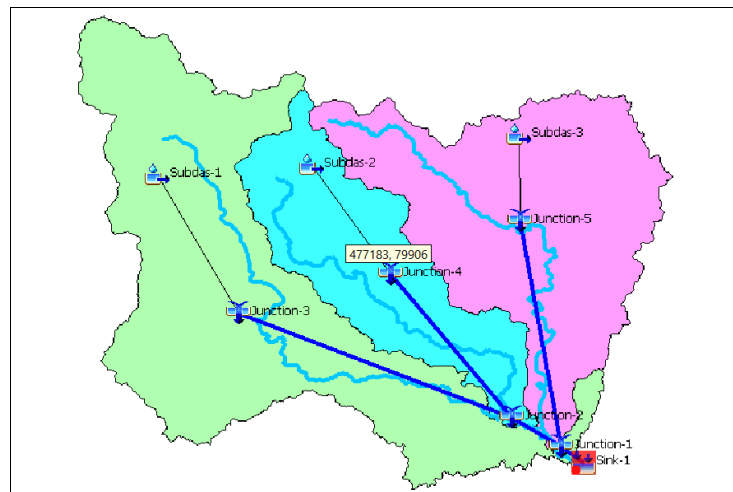 Subdas-3
Subdas-2
Subdas-1
Junction-5
477183, 79906
Junction-4
Junction-3
Junction-2
Junction-1
Sink-1